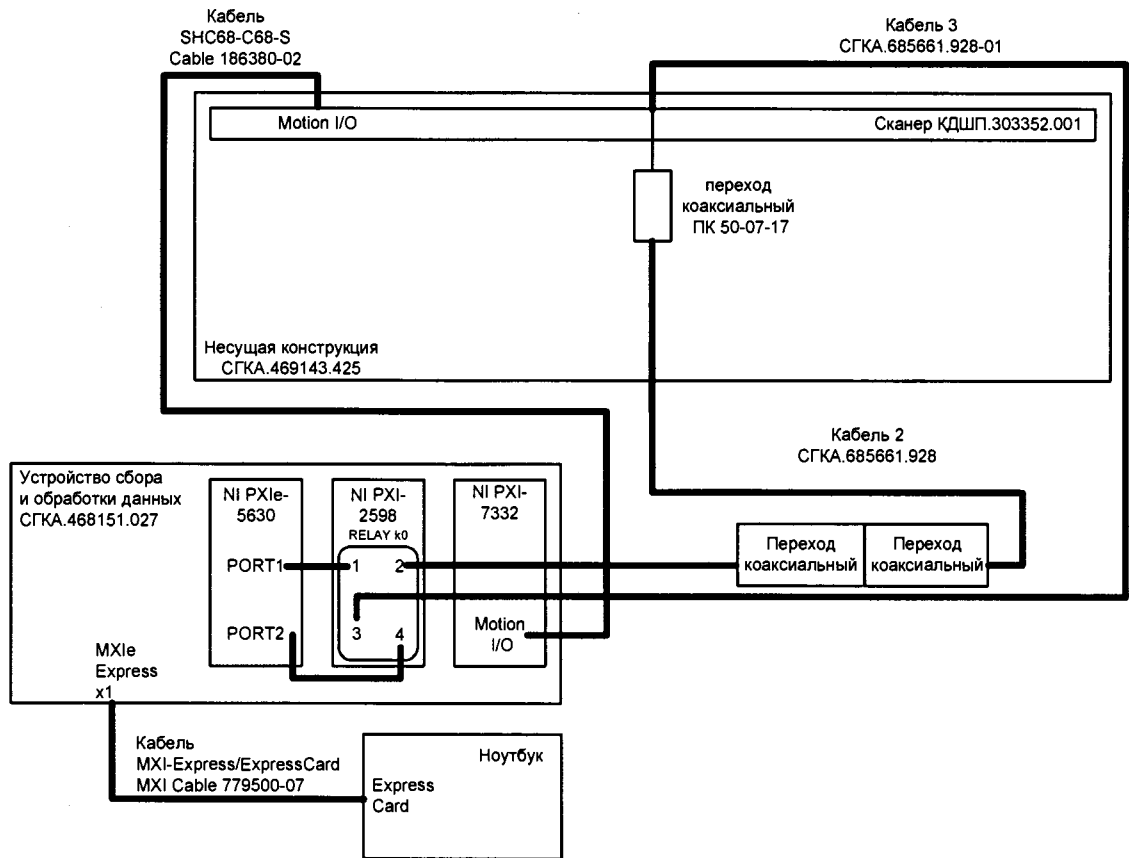 Кабель
SHC68-C68-S
Cable 186380-02
Кабель 3
СГКА.685661.928-01
Motion I/O
Сканер КДШП.303352.001
переход
коаксиальный
ПК 50-07-17
Несущая конструкция
СГКА.469143.425
Кабель 2
СГКА.685661.928
Устройство сбора
и обработки данных
СГКА.468151.027
NI PXIe-
5630
NI PXI-
2598
RELAY k0
NI PXI-
7332
PORT1
1
2
Переход
коаксиальный
Переход
коаксиальный
PORT2
3
4
Motion
I/O
MXIe
Express
x1
Кабель
MXI-Express/ExpressCard
MXI Cable 779500-07
Ноутбук
Express
Card